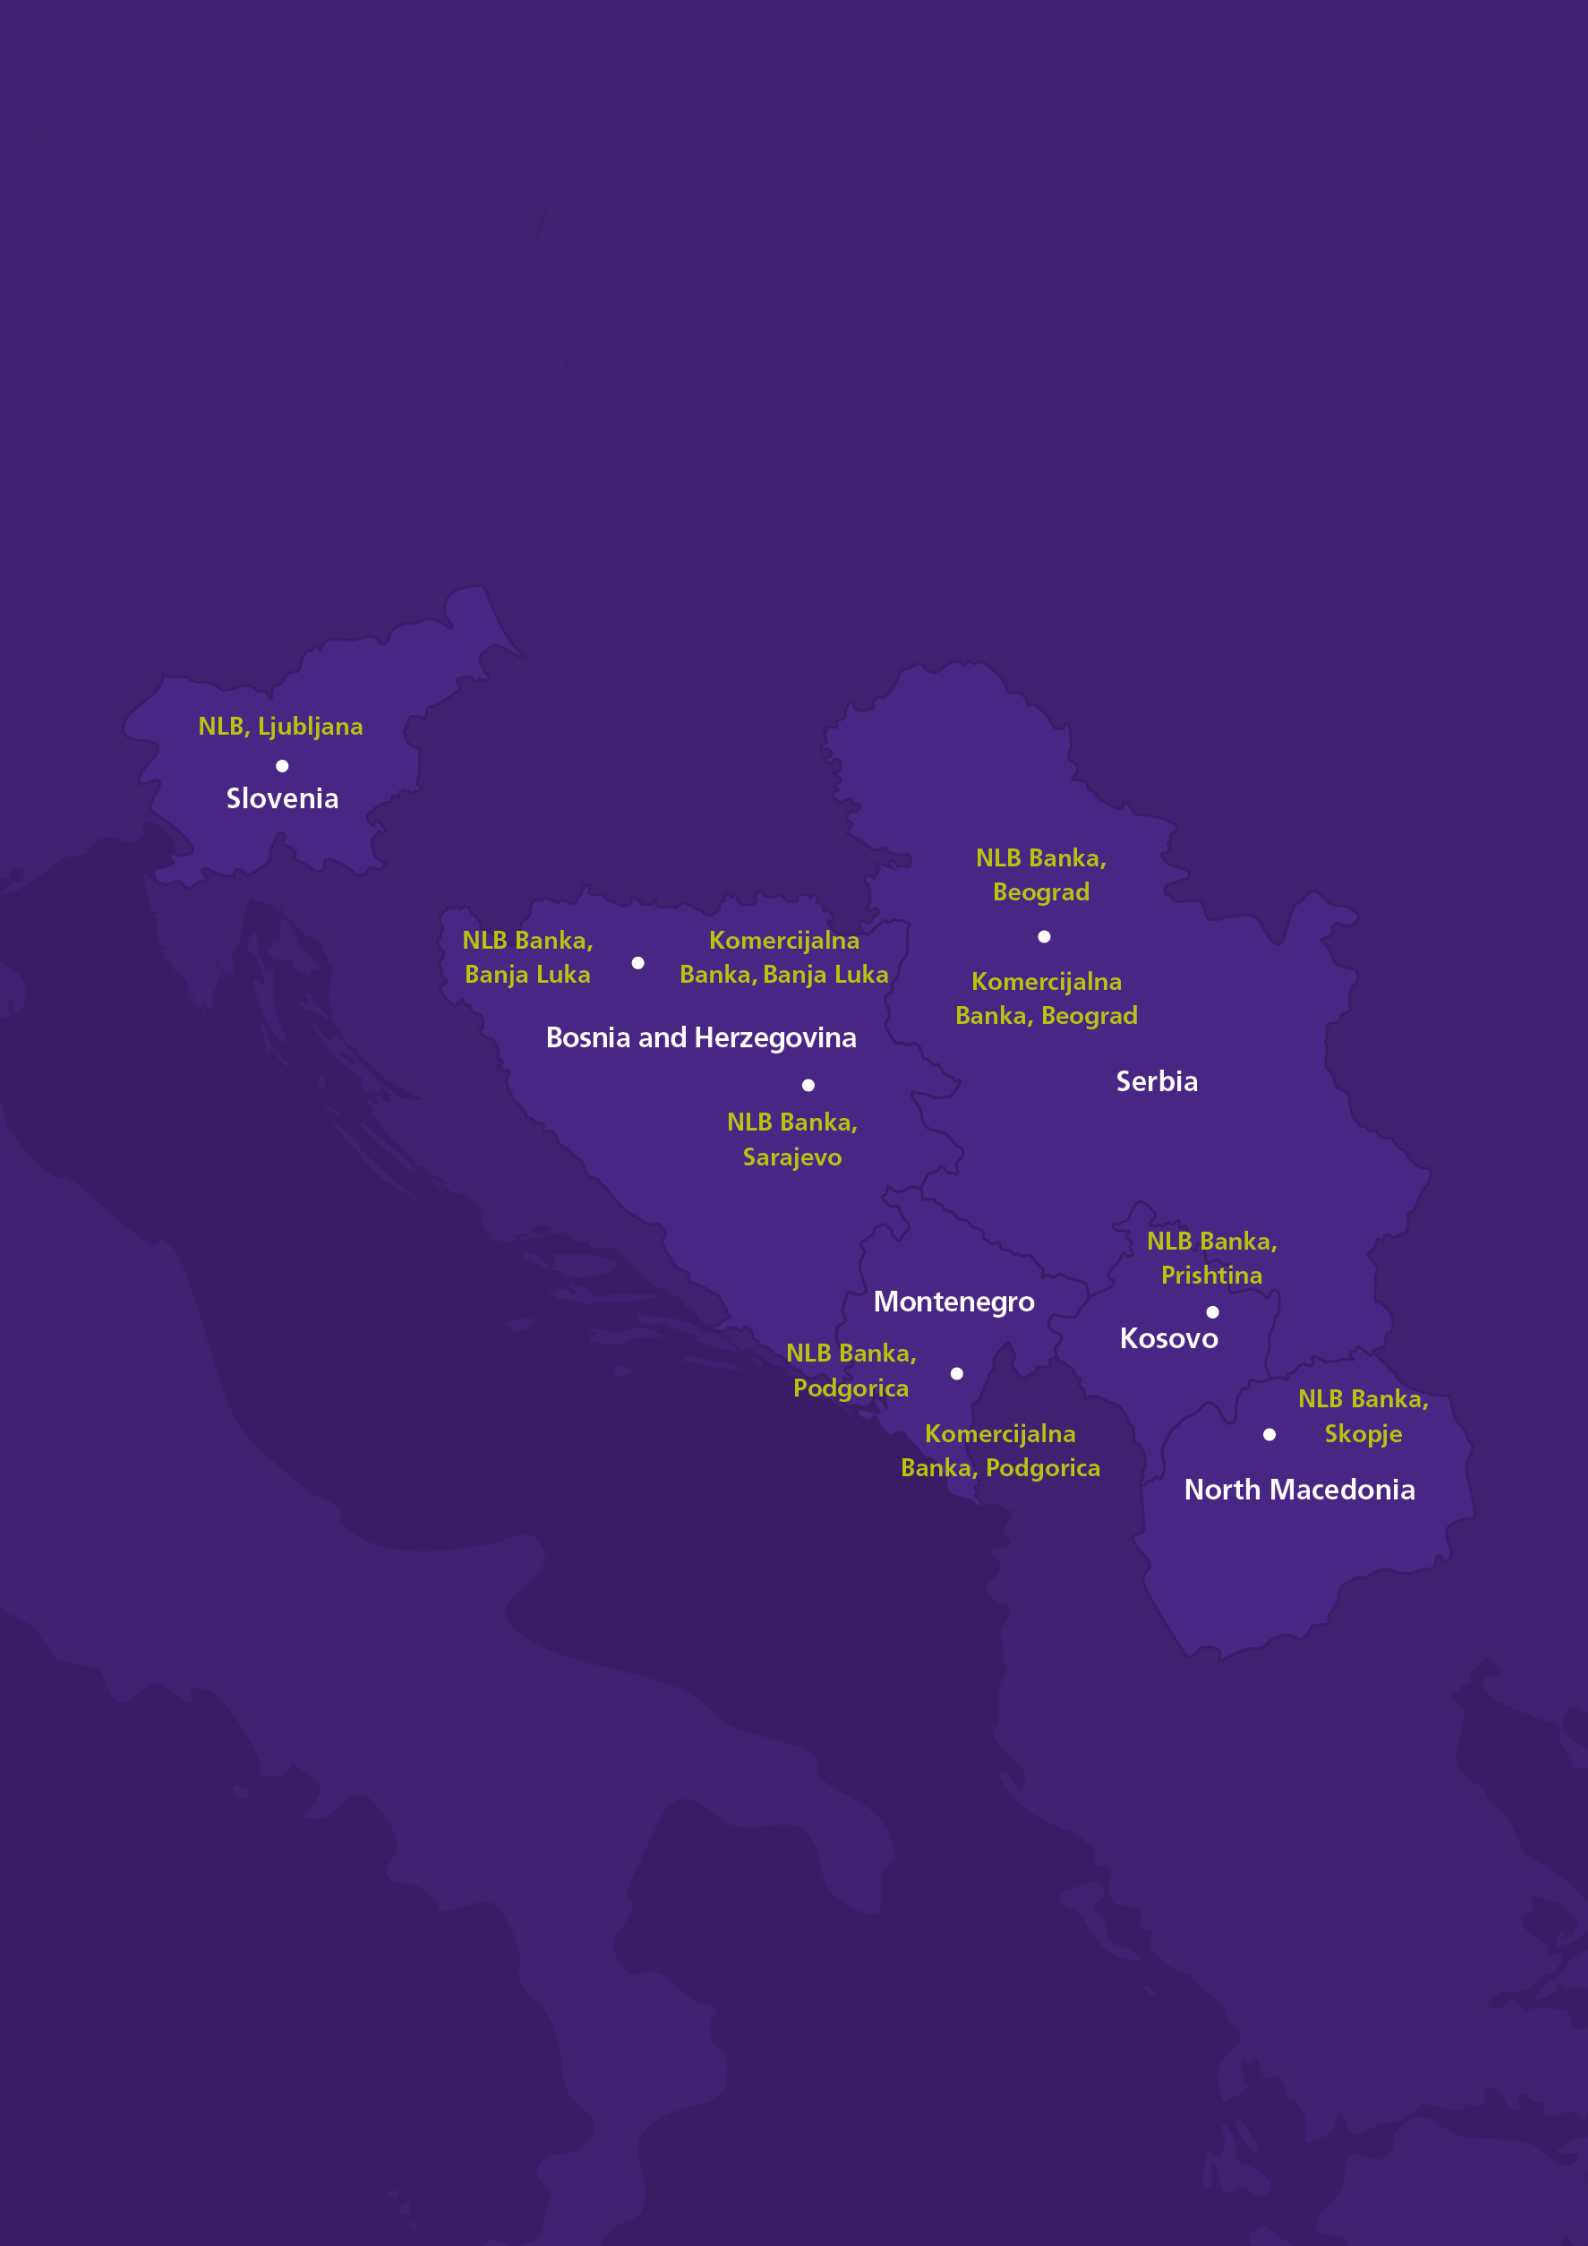 NLB, Ljubljana
Slovenia
NLB Banka,
Beograd
Komercijalna
Banka, Beograd
Serbia
NLB Banka,
Banja Luka
Komercijalna
Banka, Banja Luka
Bosnia and Herzegovina
NLB Banka,
Sarajevo
NLB Banka,
Prishtina
Kosovo
Montenegro
NLB Banka,
Podgorica
Komercijalna
Banka, Podgorica
NLB Banka,
Skopje
North Macedonia